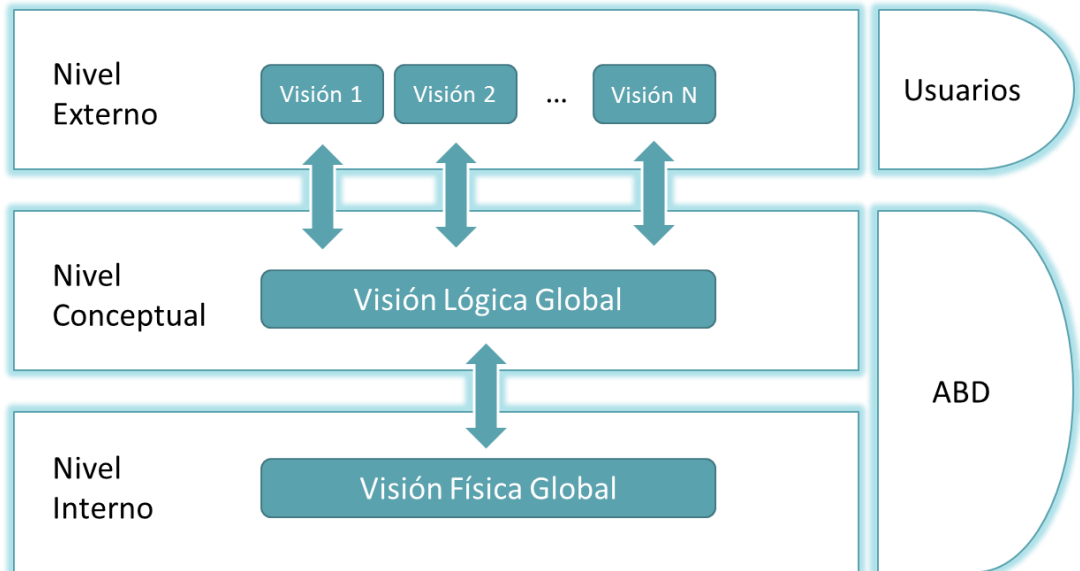 Nivel
Externo
Visión 1
Visión 2
...
Visión N
Usuarios
Nivel
Conceptual
Visión Lógica Global
ABD
Nivel
Interno
Visión Física Global